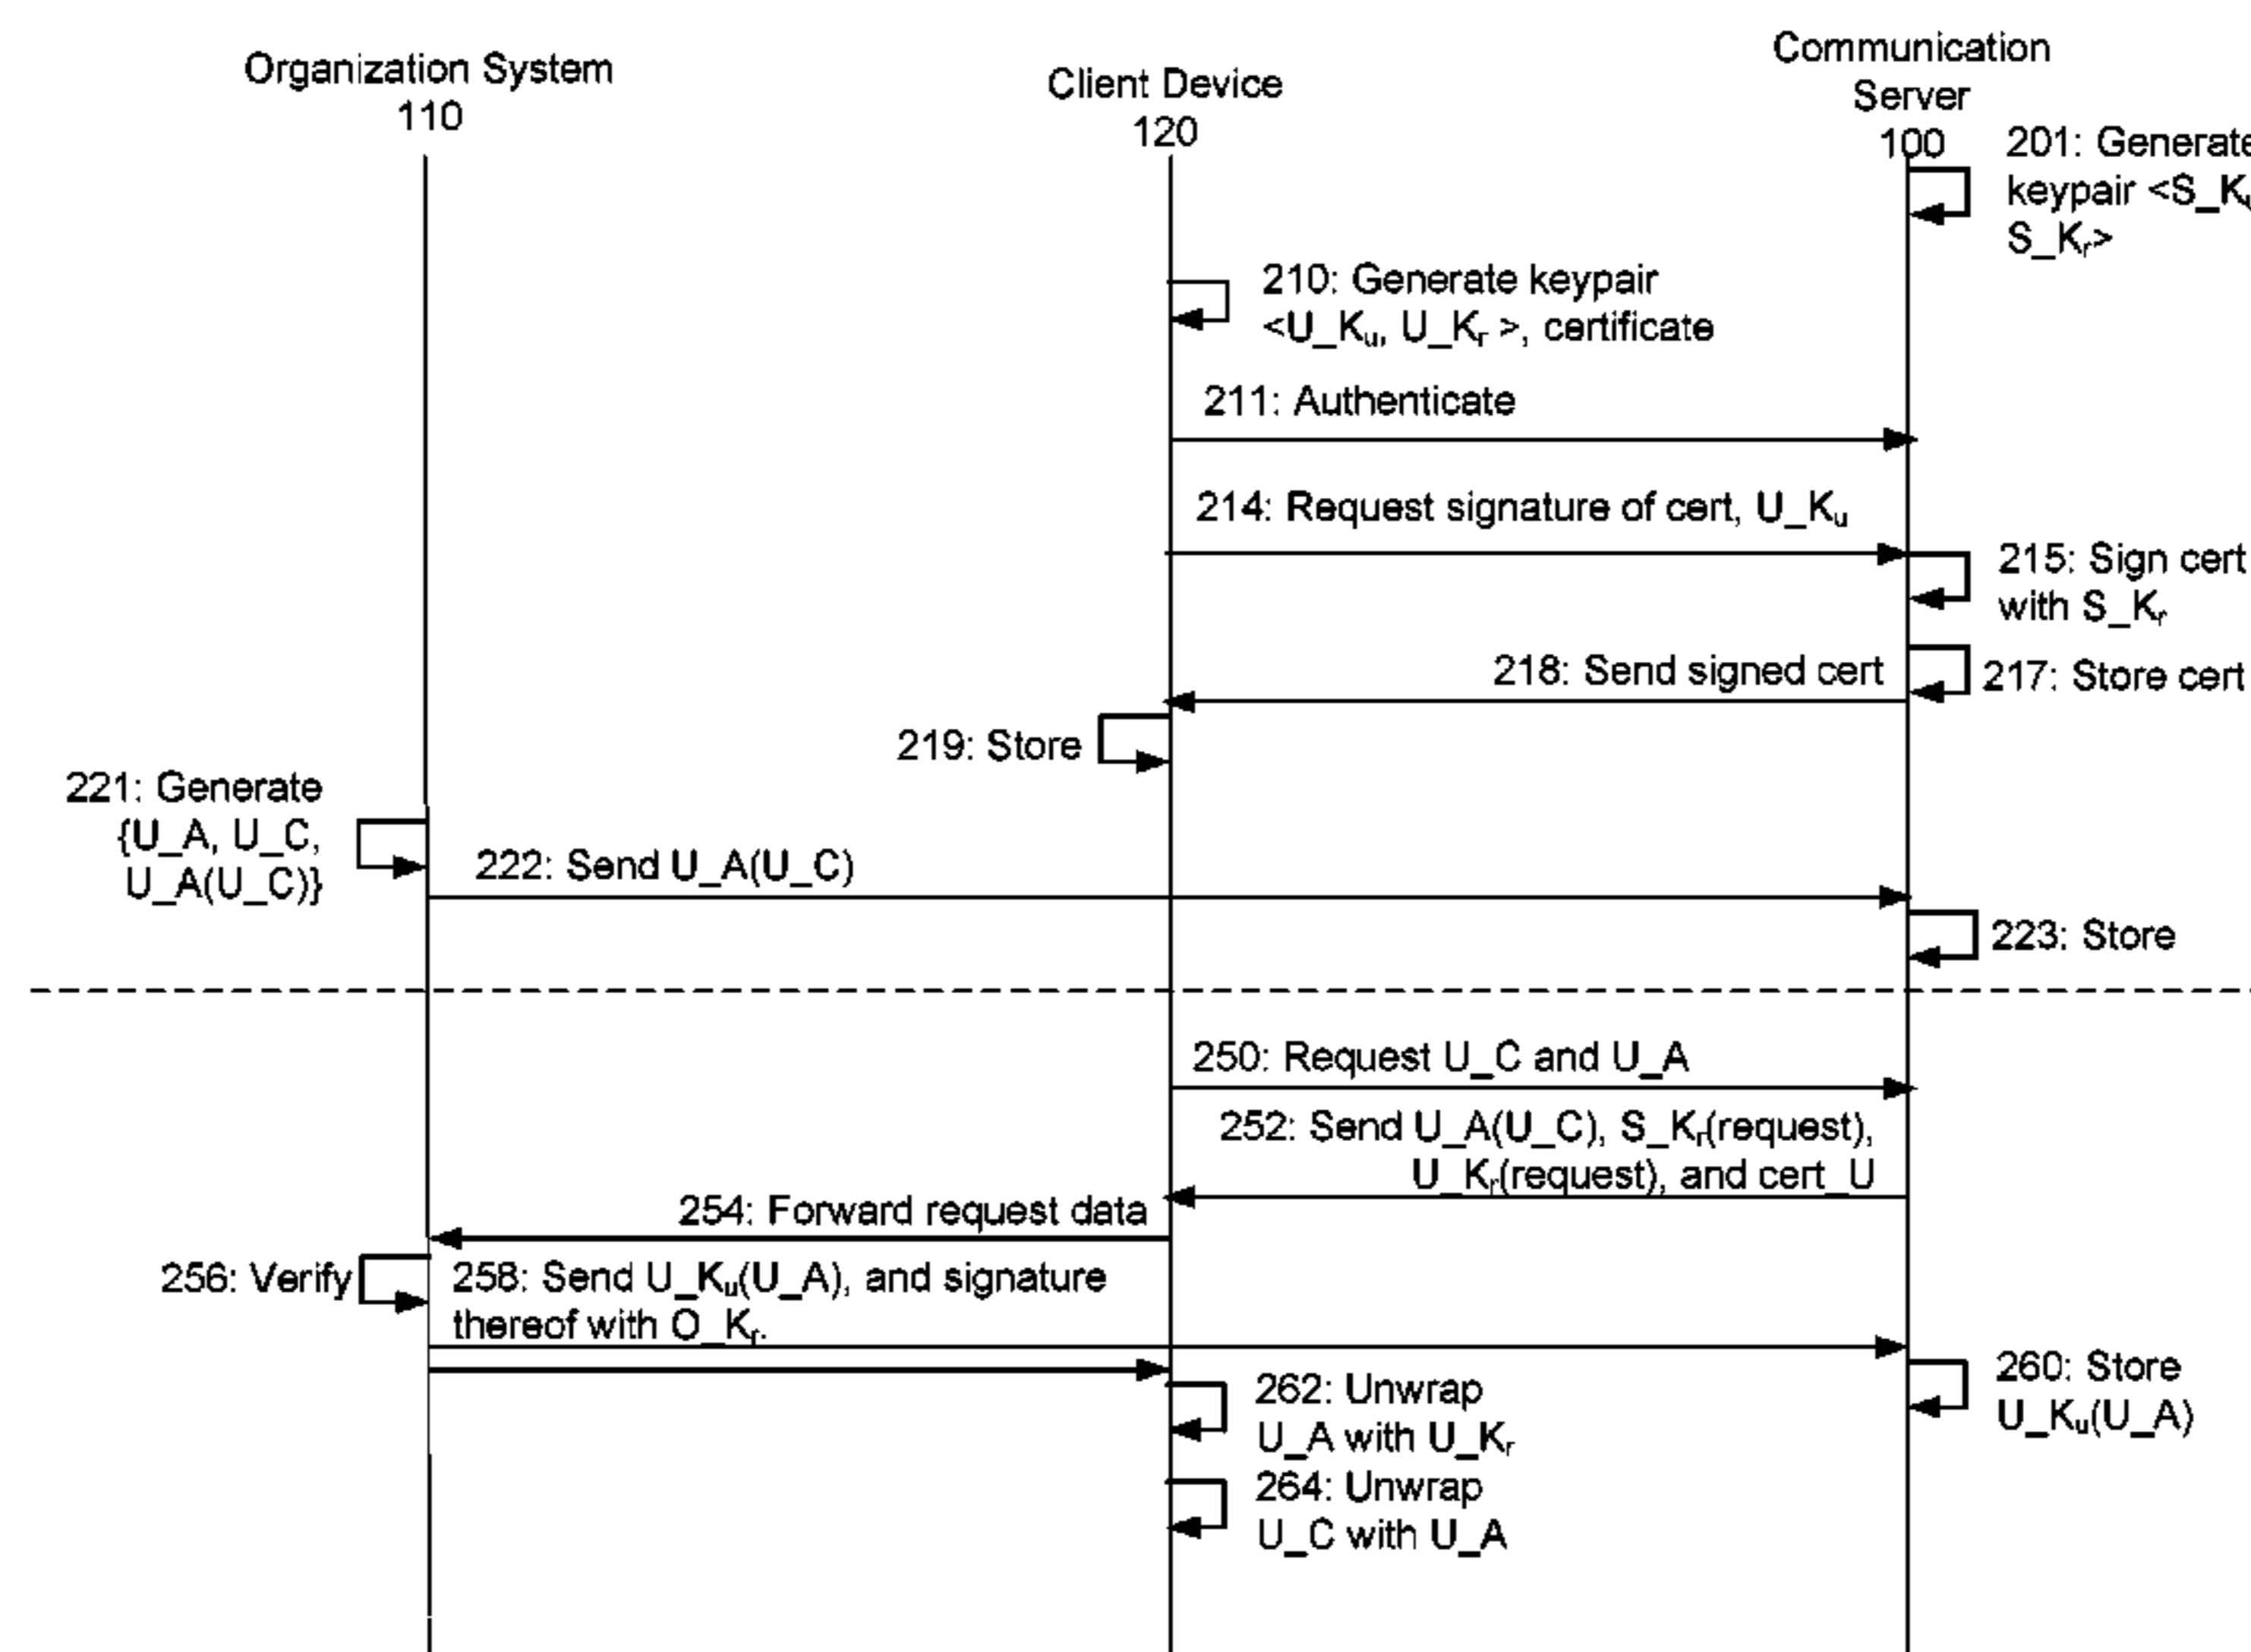 Organization System
110
Client Device
120
Communication
Server
100
201: Generate
keypair <S_Ku
S_Kr>
210: Generate keypair
<U_Ku, U_Kr >, certificate
211: Authenticate
214: Request signature of cert, U_Ku
215: Sign cert
with S_Kr
218: Send signed cert
217: Store cert
219: Store
221: Generate
{U_A, U_C,
U_A(U_C)}
222: Send U_A(U_C)
223: Store
250: Request U_C and U_A
252: Send U_A(U_C), S_Kr(request),
U_Kr(request), and cert_U
254: Forward request data
256: Verify
258: Send U_Ku(U_A), and signature
thereof with O_Kr.
260: Store
U_Ku(U_A)
262: Unwrap
U_A with U_Kr
264: Unwrap
U_C with U_A